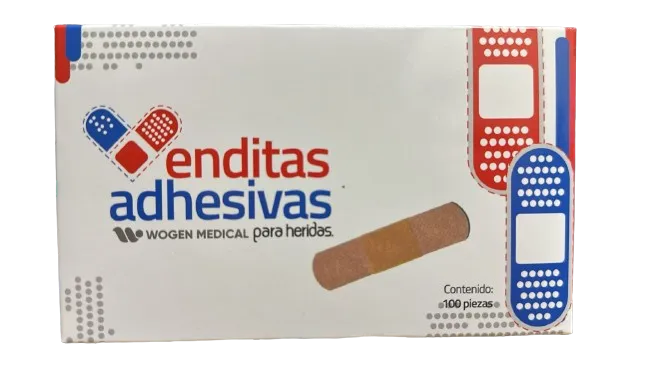 Venditas
adhesivas
WOGEN MEDICAL para heridas.
Contenido:
100 piezas